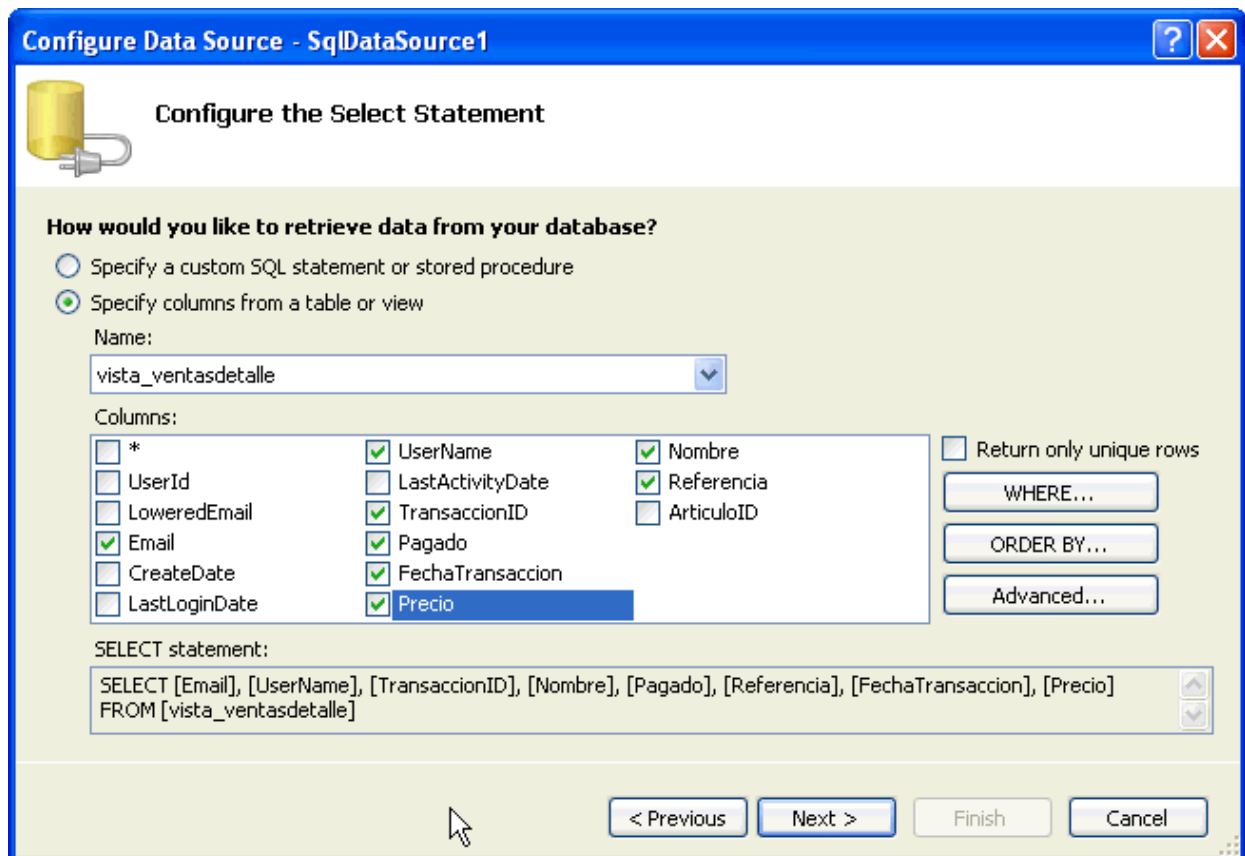 Configure Data Source - SqlDataSource1
Configure the Select Statement
How would you like to retrieve data from your database?
Specify a custom SQL statement or stored procedure
Specify columns from a table or view
Name:
vista_ventasdetalle
Columns:
*
UserId
LoweredEmail
Email
CreateDate
LastLoginDate
UserName
LastActivityDate
TransaccionID
Pagado
FechaTransaccion
Precio
Nombre
Referencia
ArticuloID
Return only unique rows
WHERE...
ORDER BY...
Advanced...
SELECT statement:
SELECT [Email], [UserName], [TransaccionID], [Nombre], [Pagado], [Referencia], [FechaTransaccion], [Precio]
FROM [vista_ventasdetalle]
< Previous
Next >
Finish
Cancel